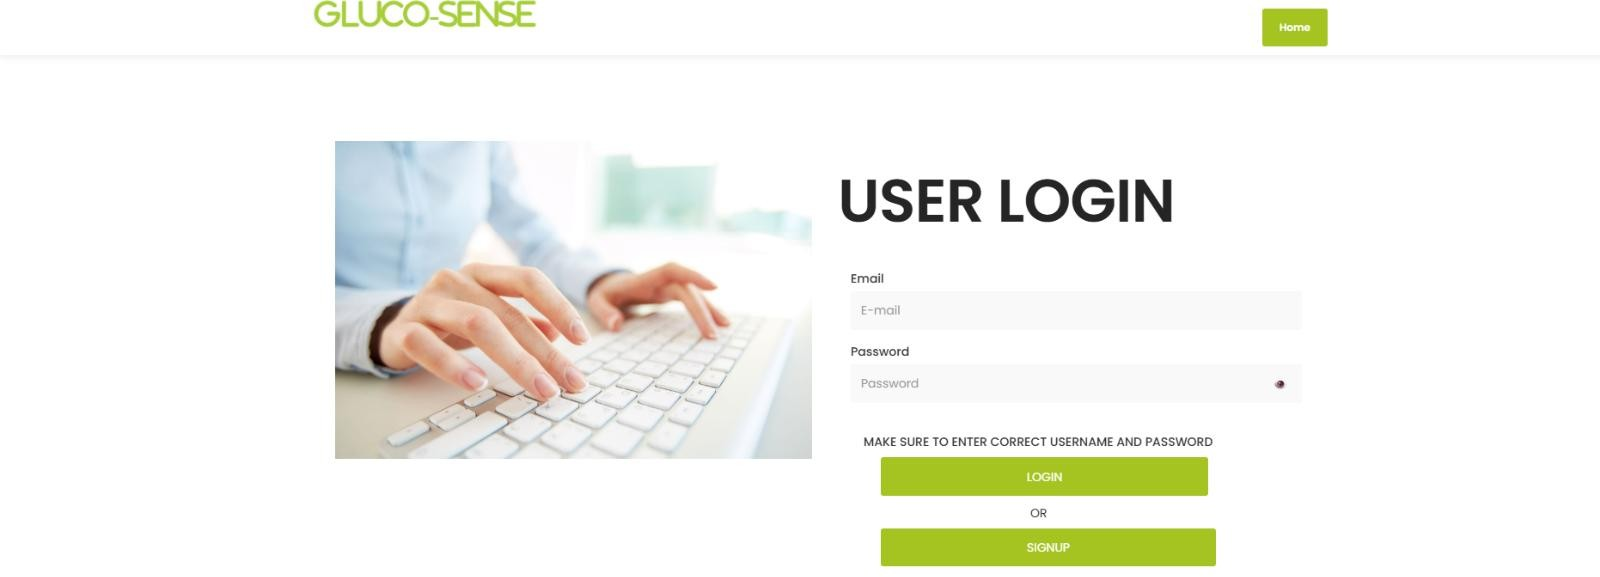 GLUCO-SENSE
Home
USER LOGIN
Email
E-mail
Password
Password
MAKE SURE TO ENTER CORRECT USERNAME AND PASSWORD
LOGIN
OR
SIGNUP